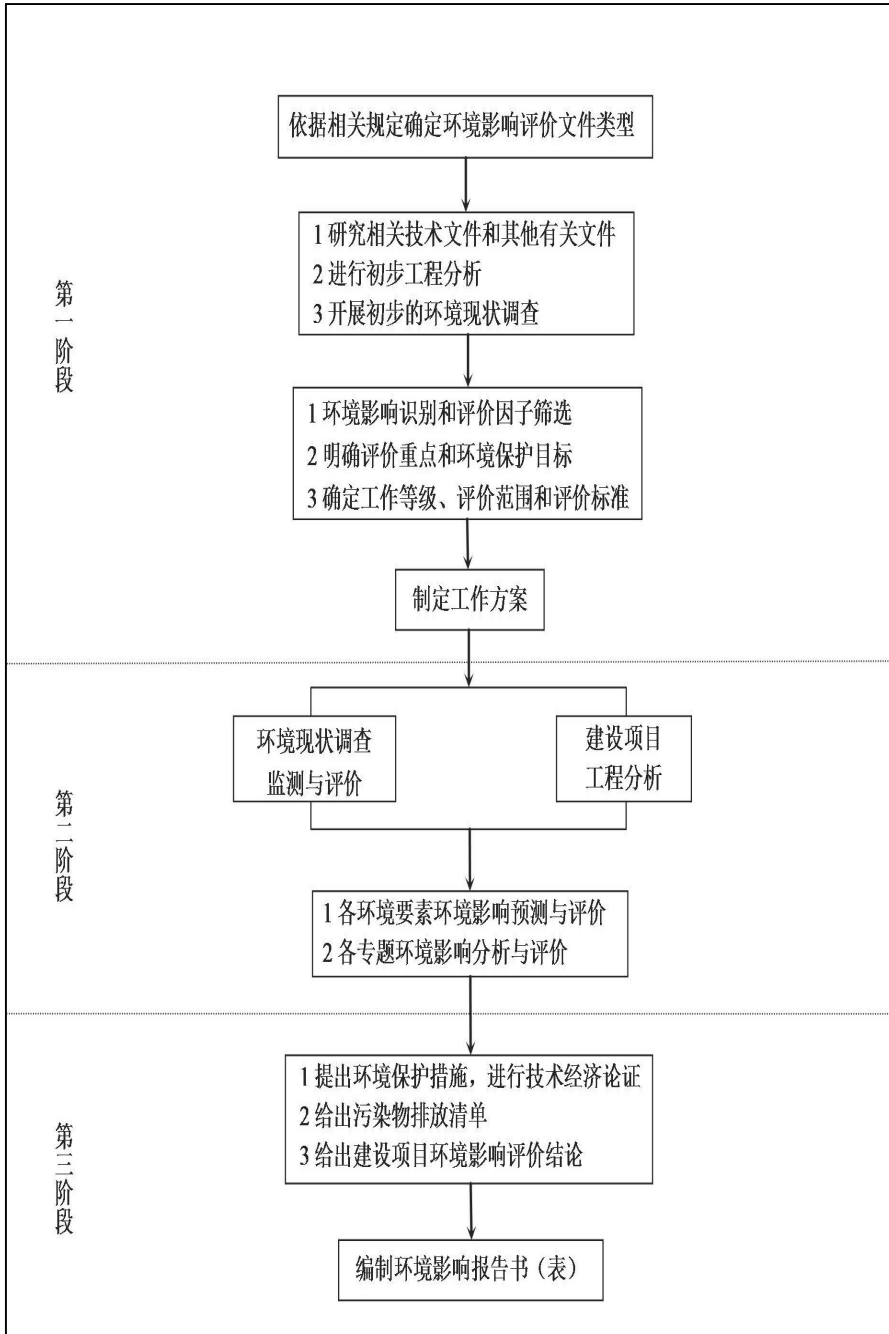 第一阶段
依据相关规定确定环境影响评价文件类型
1 研究相关技术文件和其他有关文件
2 进行初步工程分析
3 开展初步的环境现状调查
1 环境影响识别和评价因子筛选
2 明确评价重点和环境保护目标
3 确定工作等级、评价范围和评价标准
制定工作方案
第二阶段
环境现状调查
监测与评价
建设项目
工程分析
1 各环境要素环境影响预测与评价
2 各专题环境影响分析与评价
第三阶段
1 提出环境保护措施，进行技术经济论证
2 给出污染物排放清单
3 给出建设项目环境影响评价结论
编制环境影响报告书（表）